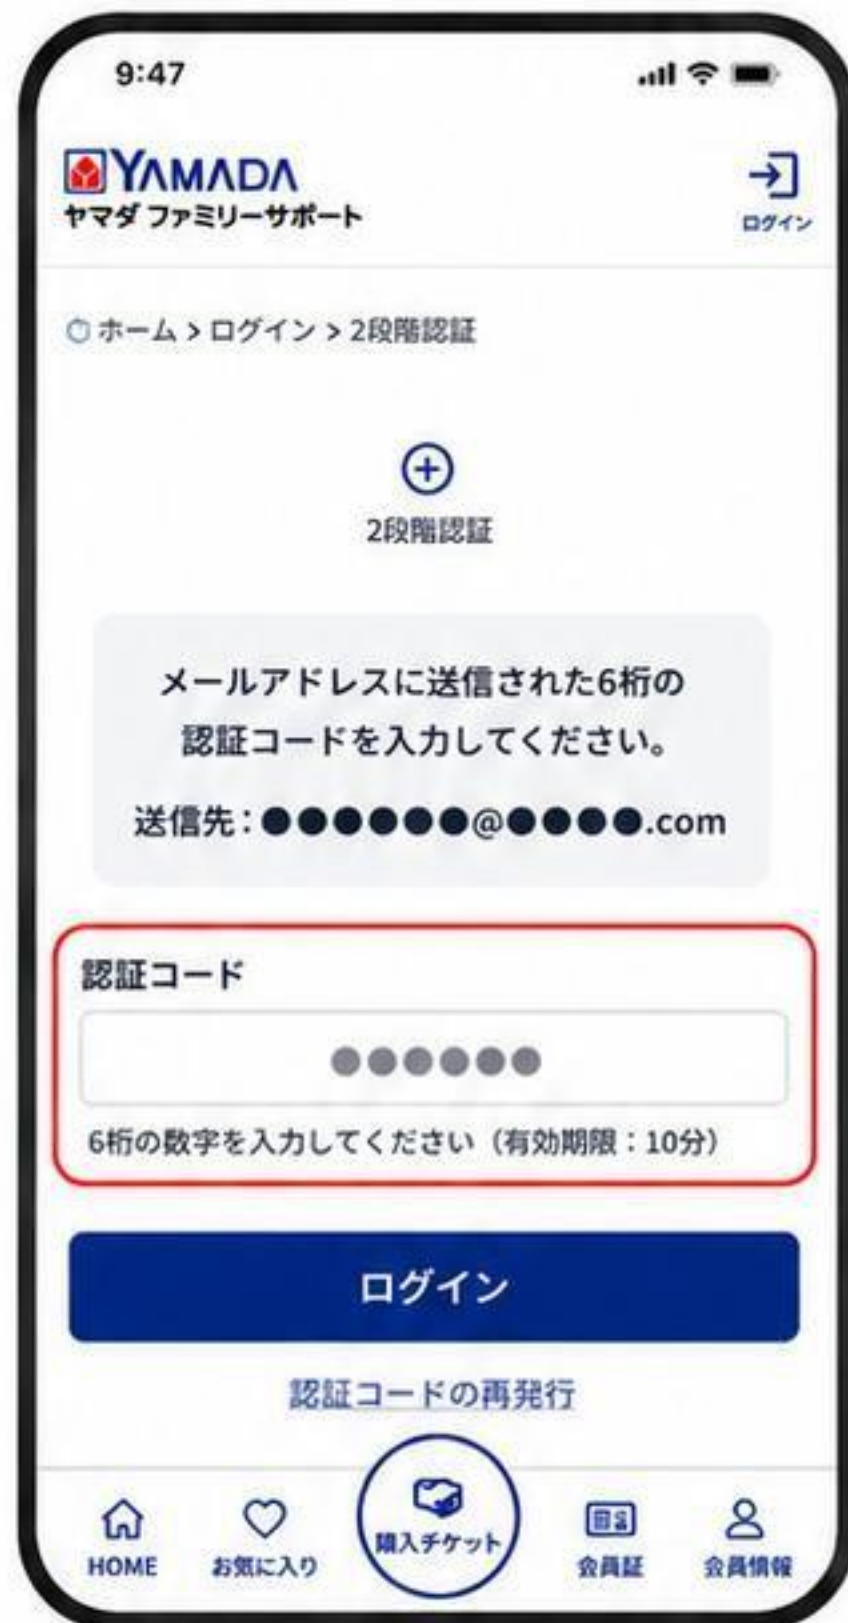 9:47
YAMADA
ヤマダ ファミリーサポート
ログイン
ホーム > ログイン > 2段階認証
2段階認証
メールアドレスに送信された6桁の
認証コードを入力してください。
送信先：●●●●●●@●●●●.com
認証コード
●●●●●●
6桁の数字を入力してください（有効期限：10分）
ログイン
認証コードの再発行
HOME
お気に入り
購入チケット
会員証
会員情報